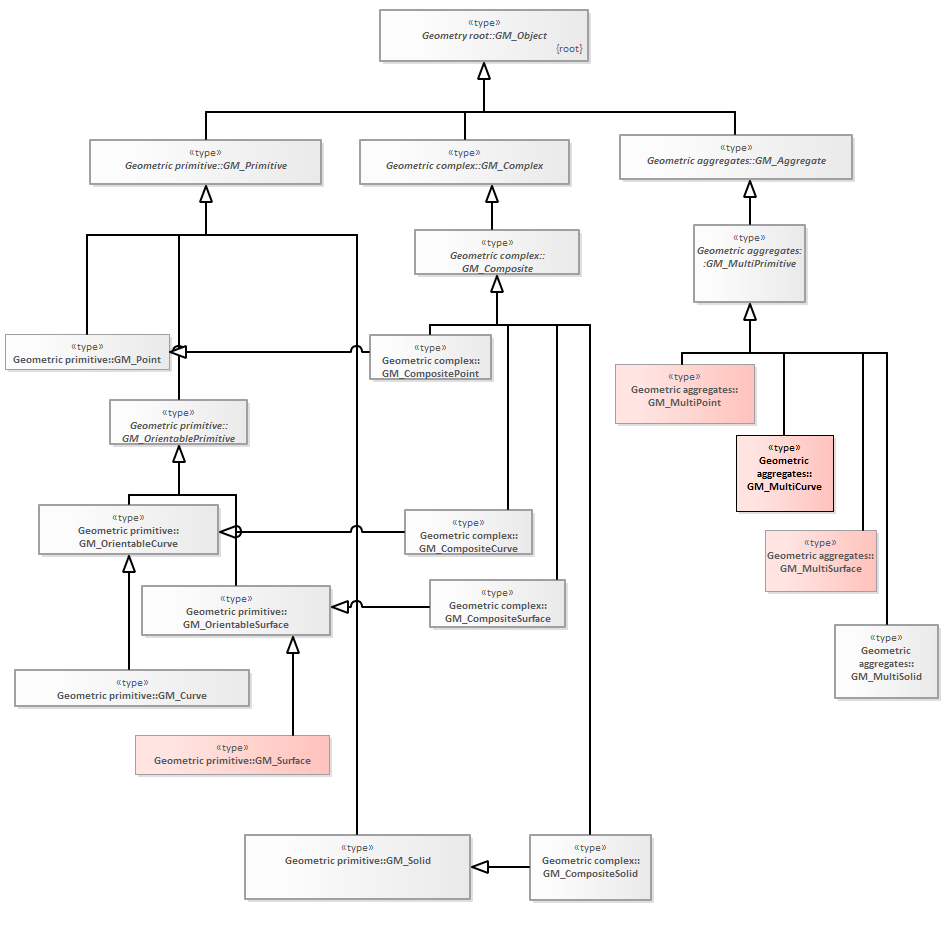 «type»
Geometry root::GM_Object
{root}
«type»
Geometric primitive::GM_Primitive
«type»
Geometric complex::GM_Complex
«type»
Geometric aggregates::GM_Aggregate
«type»
Geometric complex::
GM_Composite
«type»
Geometric aggregates:
:GM_MultiPrimitive
«type»
Geometric primitive::GM_Point
«type»
Geometric complex::
GM_CompositePoint
«type»
Geometric aggregates::
GM_MultiPoint
«type»
Geometric primitive::
GM_OrientablePrimitive
«type»
Geometric
aggregates::
GM_MultiCurve
«type»
Geometric primitive::
GM_OrientableCurve
«type»
Geometric complex::
GM_CompositeCurve
«type»
Geometric aggregates::
GM_MultiSurface
«type»
Geometric primitive::
GM_OrientableSurface
«type»
Geometric complex::
GM_CompositeSurface
«type»
Geometric
aggregates::
GM_MultiSolid
«type»
Geometric primitive::GM_Curve
«type»
Geometric primitive::GM_Surface
«type»
Geometric primitive::GM_Solid
«type»
Geometric complex::
GM_CompositeSolid